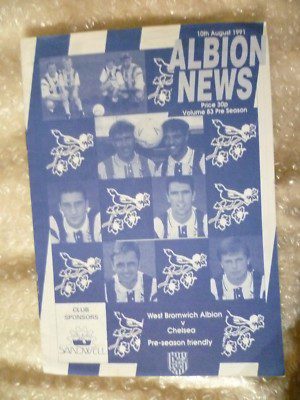 10th August 1991
ALBION
NEWS
Price 30p
Volume 83 Pre Season
CLUB
SPONSORS
SANDWELL
West Bromwich Albion
v
Chelsea
Pre-season friendly